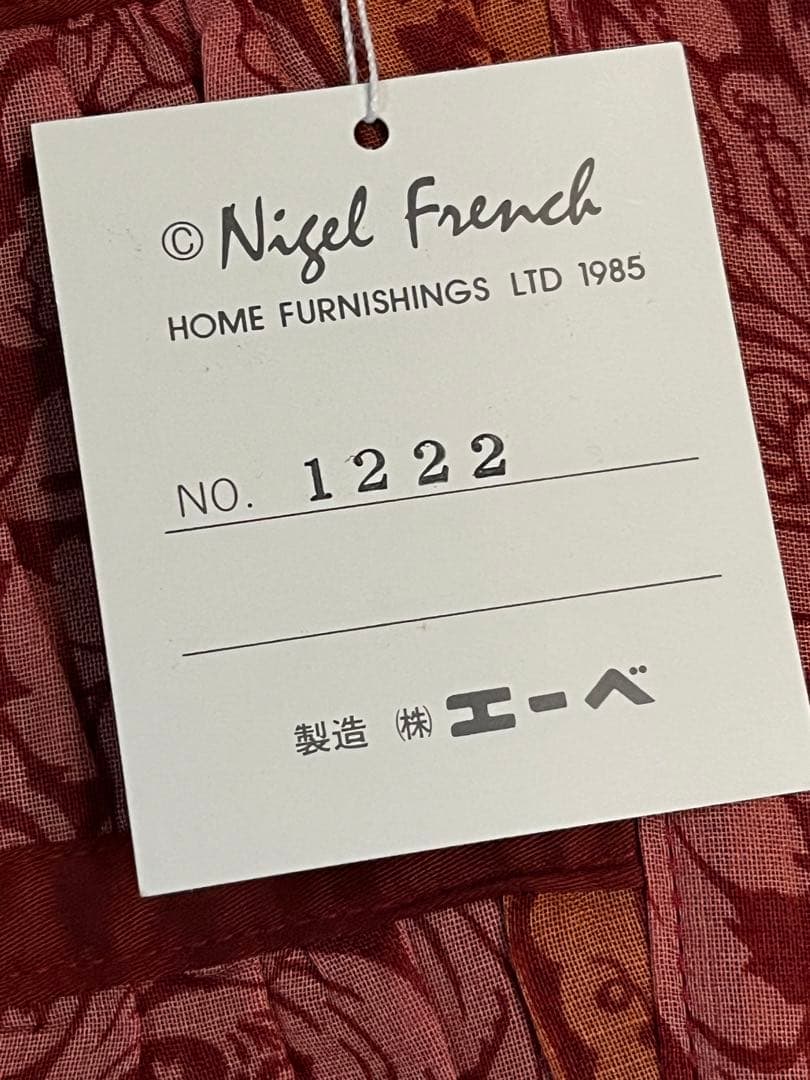 © Nigel French
HOME FURNISHINGS LTD 1985
NO. 1222
製造 ㈱エーベ